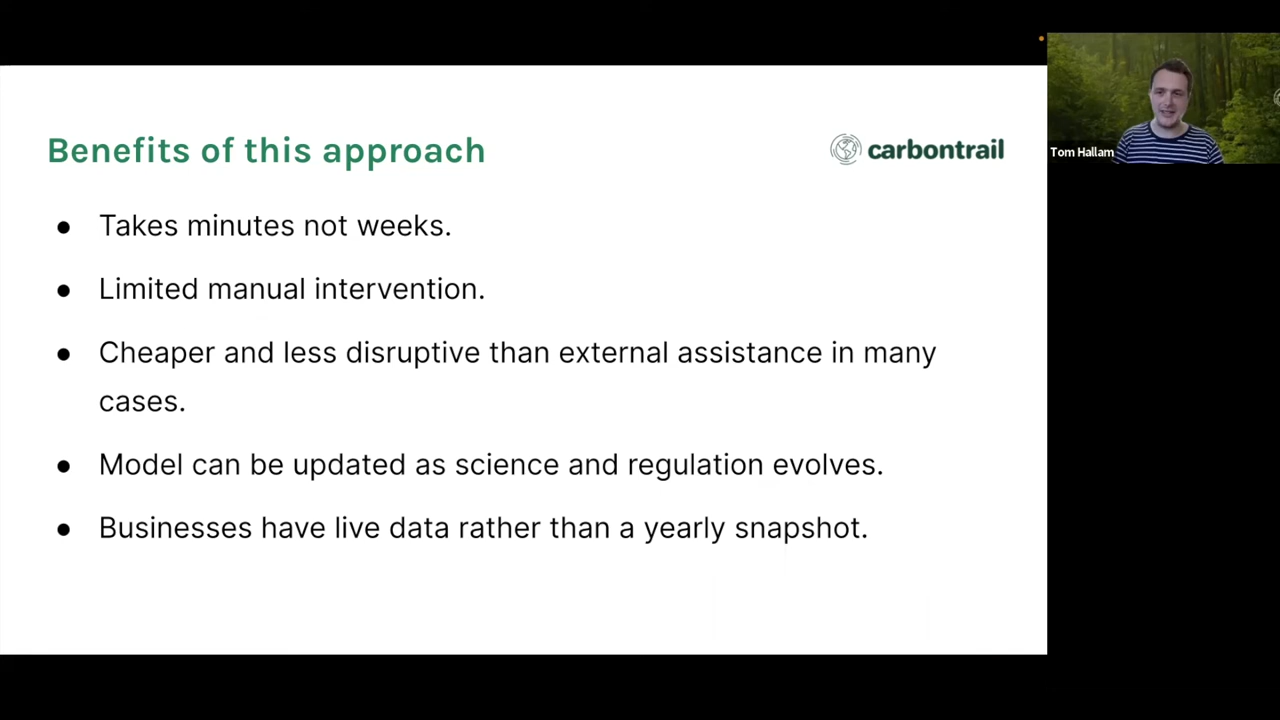 Benefits of this approach
carbontrail
● Takes minutes not weeks.
● Limited manual intervention.
● Cheaper and less disruptive than external assistance in many
cases.
● Model can be updated as science and regulation evolves.
● Businesses have live data rather than a yearly snapshot.
Tom Hallam